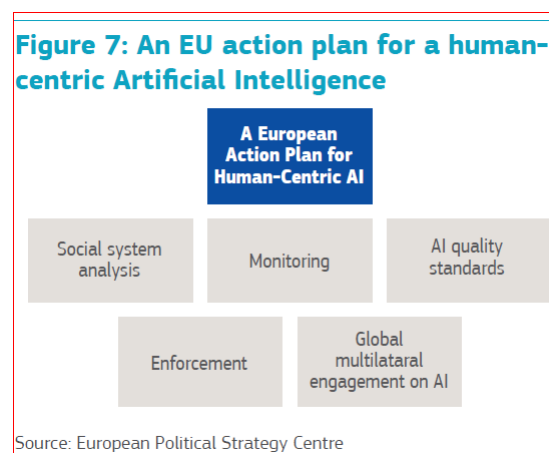 Figure 7: An EU action plan for a human-
centric Artificial Intelligence
A European
Action Plan for
Human-Centric AI
Social system
analysis
Monitoring
AI quality
standards
Enforcement
Global
multilataral
engagement on AI
Source: European Political Strategy Centre